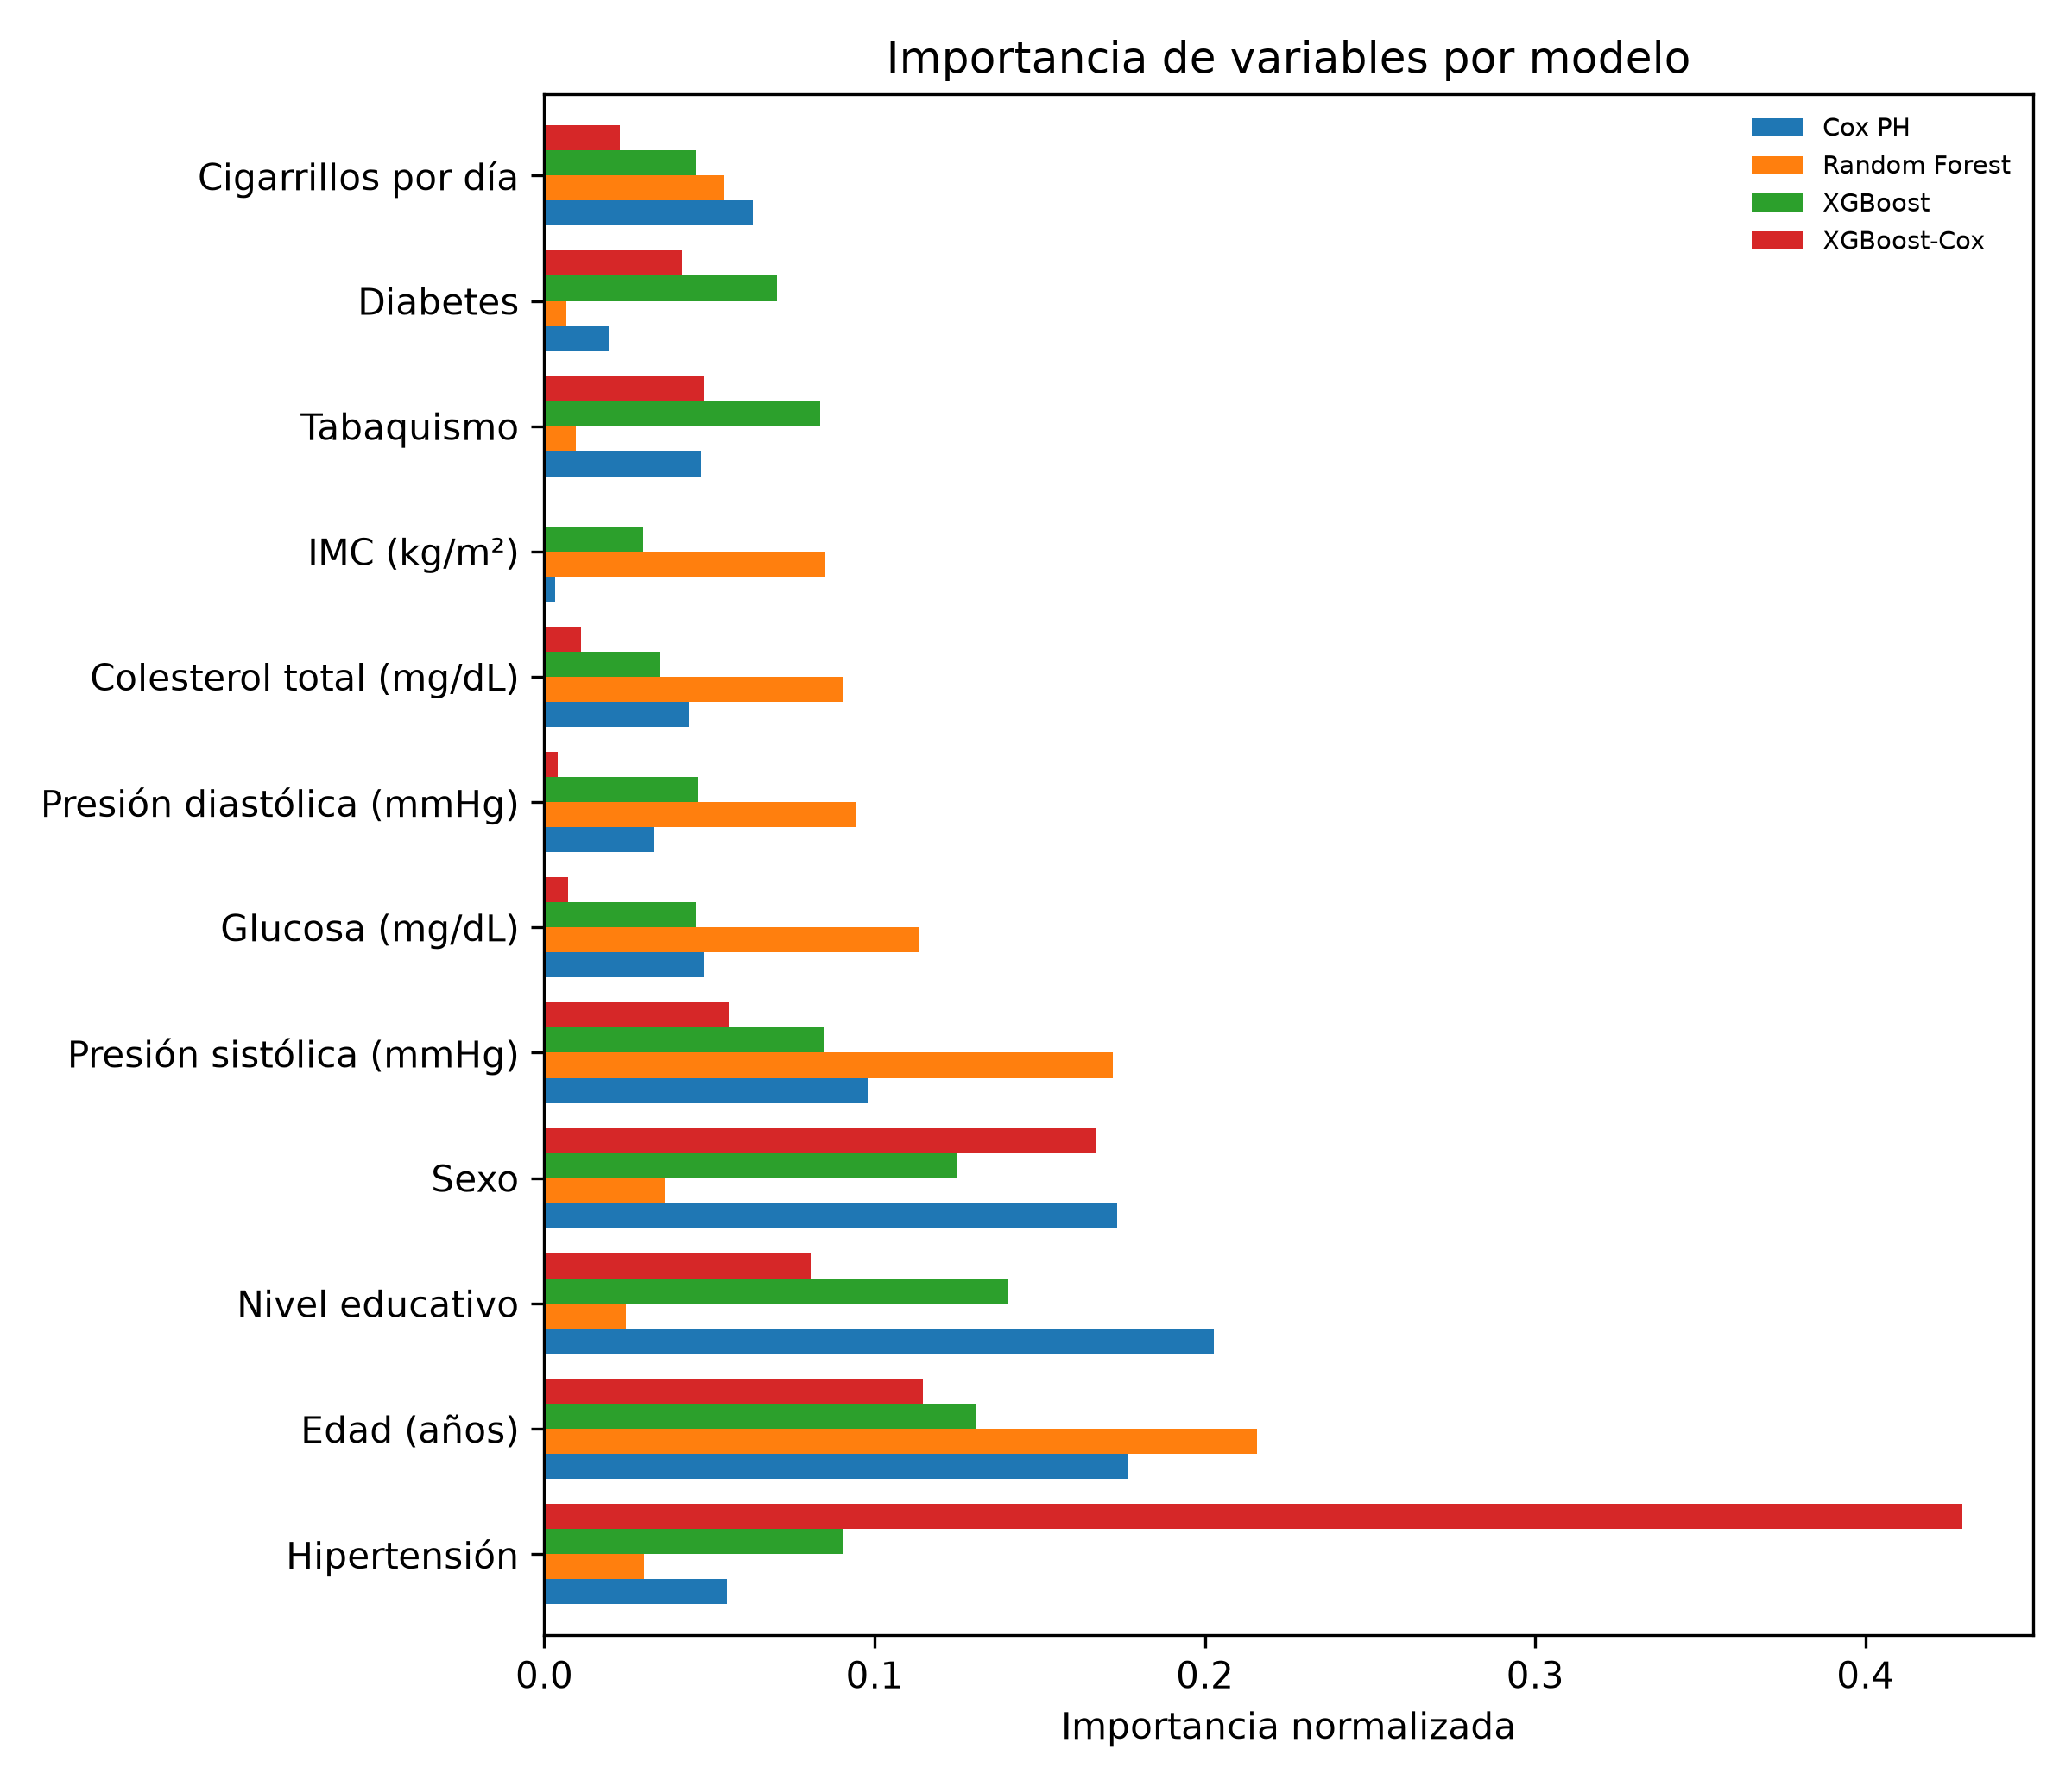 Importancia de variables por modelo
Cox PH
Random Forest
XGBoost
XGBoost-Cox
Cigarrillos por día
Diabetes
Tabaquismo
IMC (kg/m²)
Colesterol total (mg/dL)
Presión diastólica (mmHg)
Glucosa (mg/dL)
Presión sistólica (mmHg)
Sexo
Nivel educativo
Edad (años)
Hipertensión
0.0 0.1 0.2 0.3 0.4
Importancia normalizada